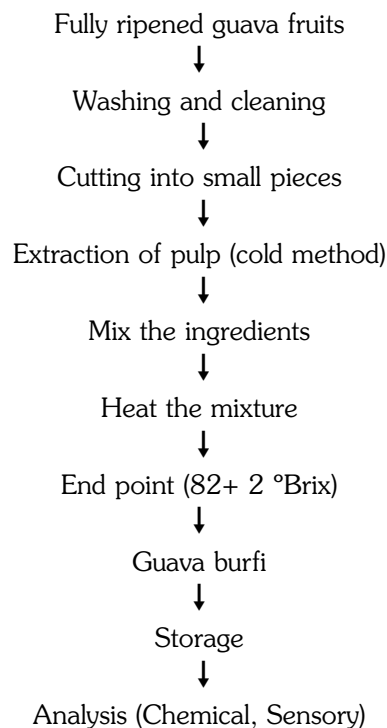 Fully ripened guava fruits
Washing and cleaning
Cutting into small pieces
Extraction of pulp (cold method)
Mix the ingredients
Heat the mixture
End point (82+ 2 ºBrix)
Guava burfi
Storage
Analysis (Chemical, Sensory)